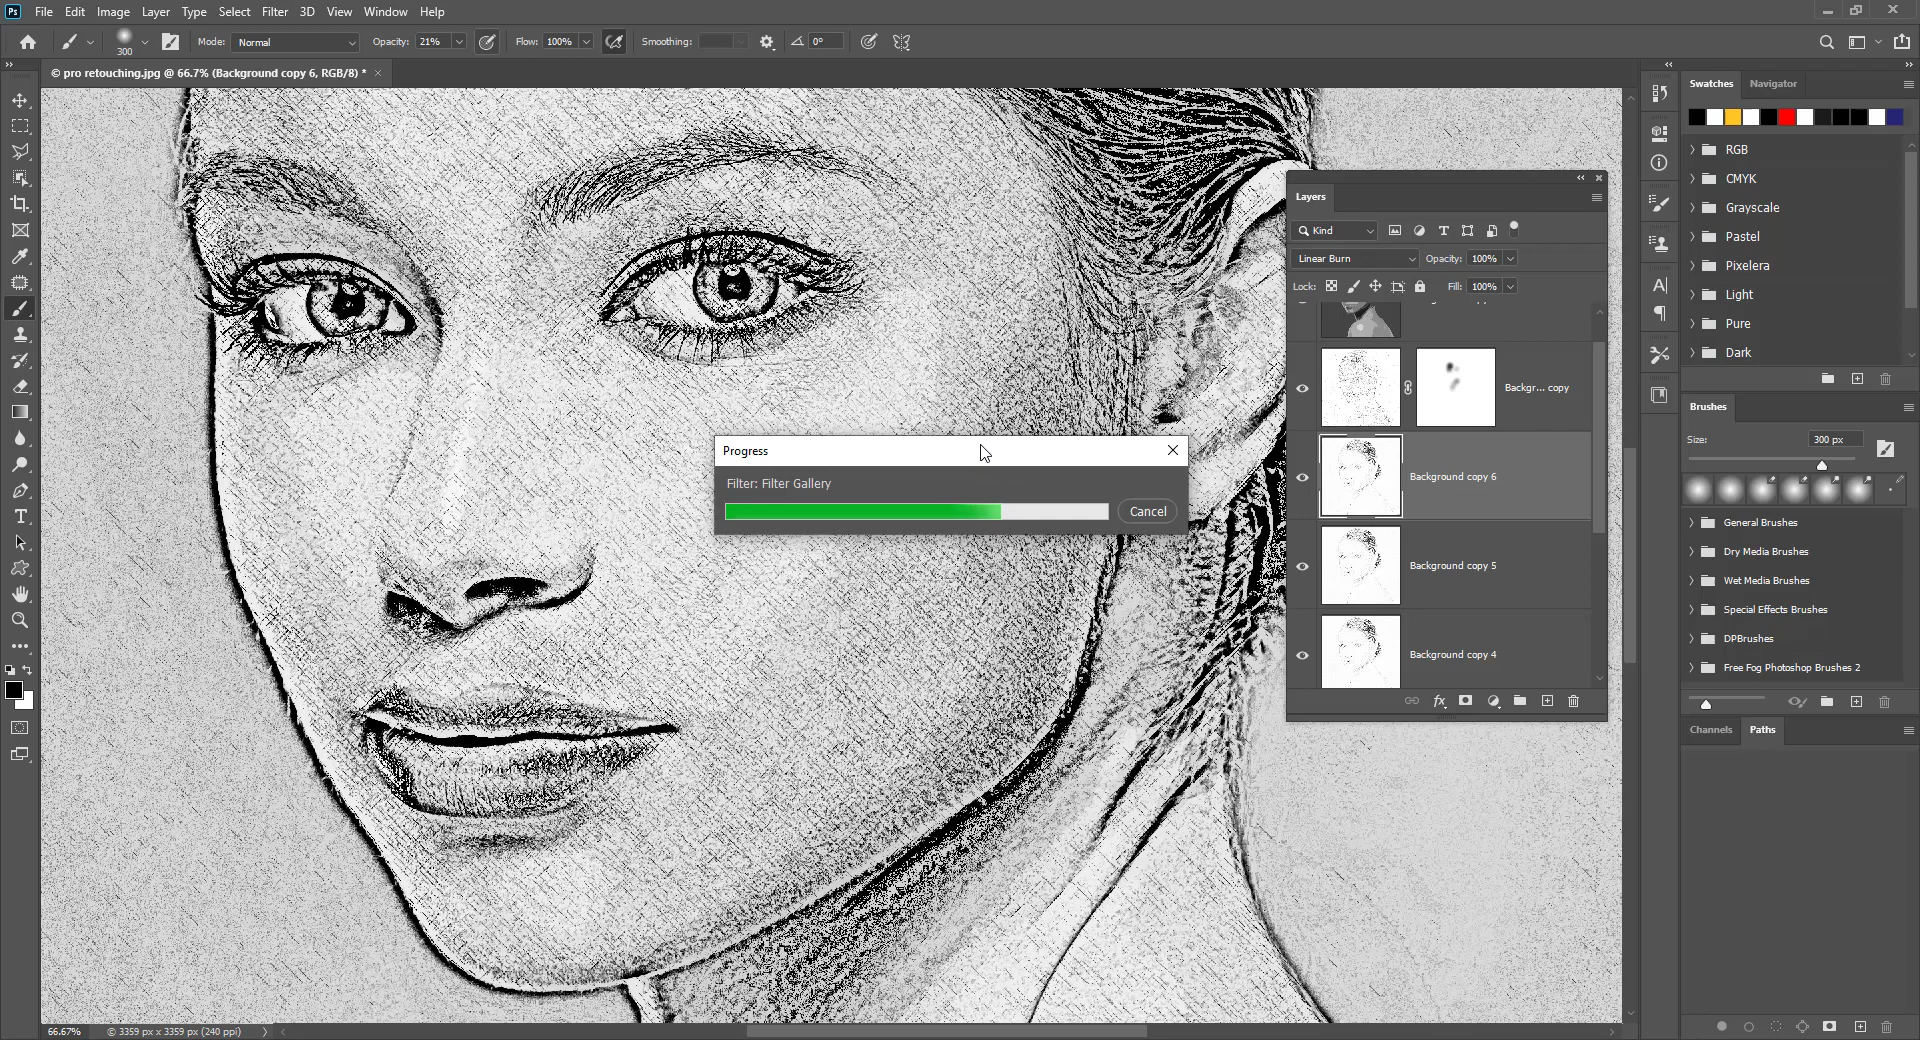 Ps File Edit Image Layer Type Select Filter 3D View Window Help
300 Mode: Normal Opacity: 21% Flow: 100% Smoothing: 0°
© pro retouching.jpg @ 66.7% (Background copy 6, RGB/8) * ×
Progress
Filter: Filter Gallery
Cancel
Layers
Kind
Linear Burn Opacity: 100%
Lock: Fill: 100%
Backgr... copy
Background copy 6
Background copy 5
Background copy 4
fx
Swatches Navigator
RGB
CMYK
Grayscale
Pastel
Pixelera
Light
Pure
Dark
Brushes
Size: 300 px
General Brushes
Dry Media Brushes
Wet Media Brushes
Special Effects Brushes
DPBrushes
Free Fog Photoshop Brushes 2
Channels Paths
66.67% © 3359 px x 3359 px (240 ppi)